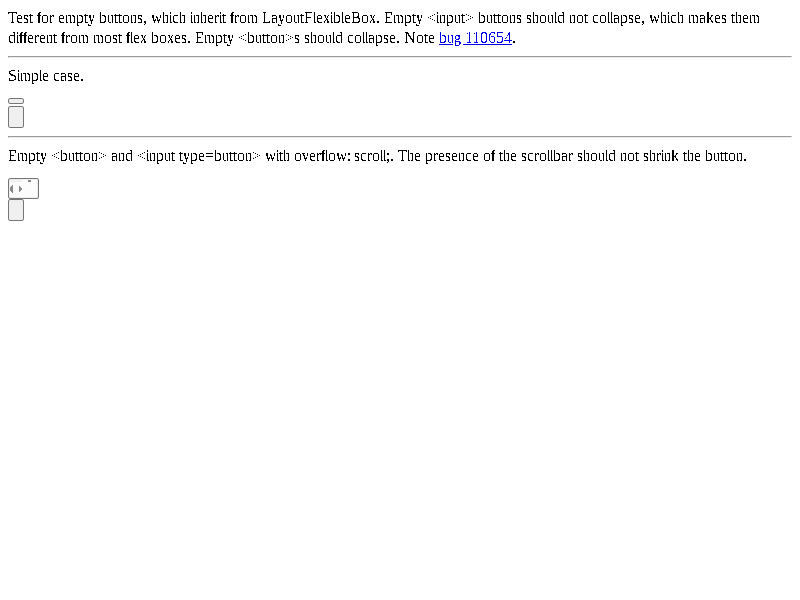 Test for empty buttons, which inherit from LayoutFlexibleBox. Empty <input> buttons should not collapse, which makes them
different from most flex boxes. Empty <button>s should collapse. Note bug 110654.
Simple case.
Empty <button> and <input type=button> with overflow: scroll;. The presence of the scrollbar should not shrink the button.